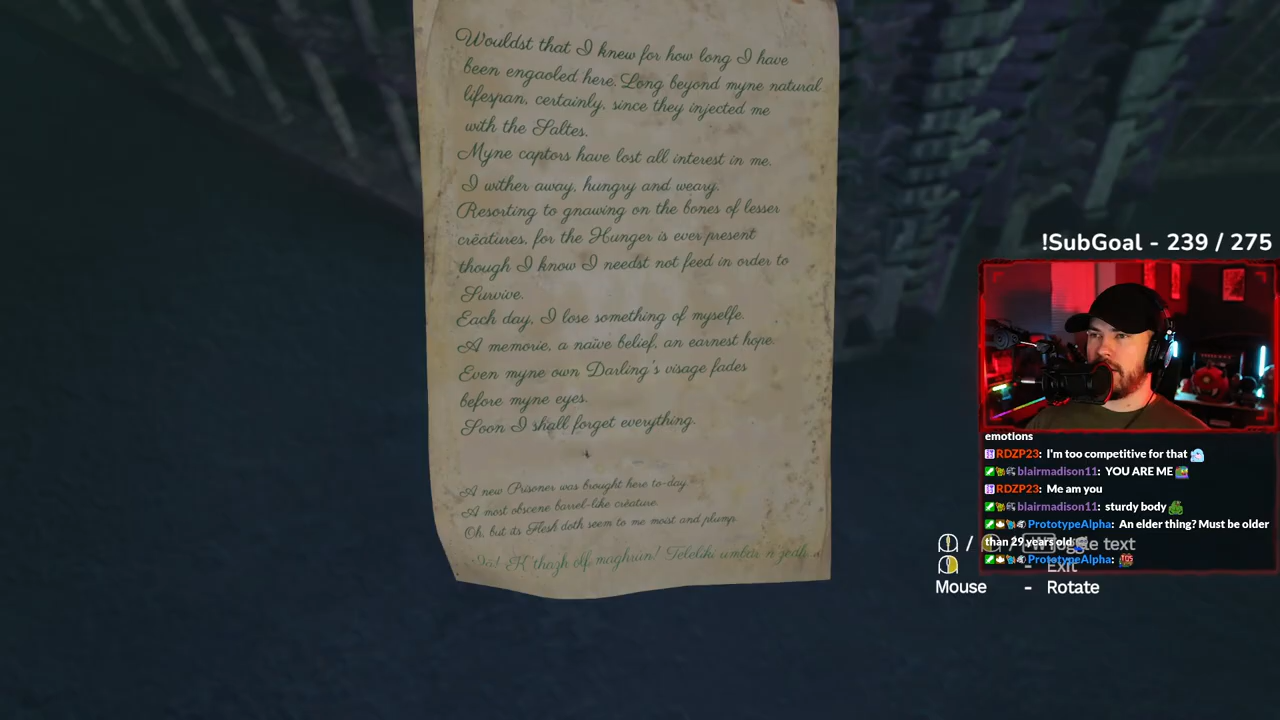 Wouldst that I knew for how long I have
been engaoled here. Long beyond myne natural
lifespan, certainly, since they injected me
with the Saltes.
Myne captors have lost all interest in me.
I wither away, hungry and weary.
Resorting to gnawing on the bones of lesser
créatures, for the Hunger is ever present
though I know I needst not feed in order to
Survive.
Each day, I lose something of myselfe.
A memorie, a naïve belief, an earnest hope.
Even myne own Darling's visage fades
before myne eyes.
Soon I shall forget everything.
A new Prisoner was brought here to-day
A most obscene barrel-like créature.
Oh, but its Flesh doth seem to me moist and plump.
!SubGoal - 239 / 275
emotions
RDZP23: I'm too competitive for that
blairmadison11: YOU ARE ME
RDZP23: Me am you
blairmadison11: sturdy body
PrototypeAlpha: An elder thing? Must be older
than 29 years old
PrototypeAlpha:
text
- Exit
Mouse - Rotate